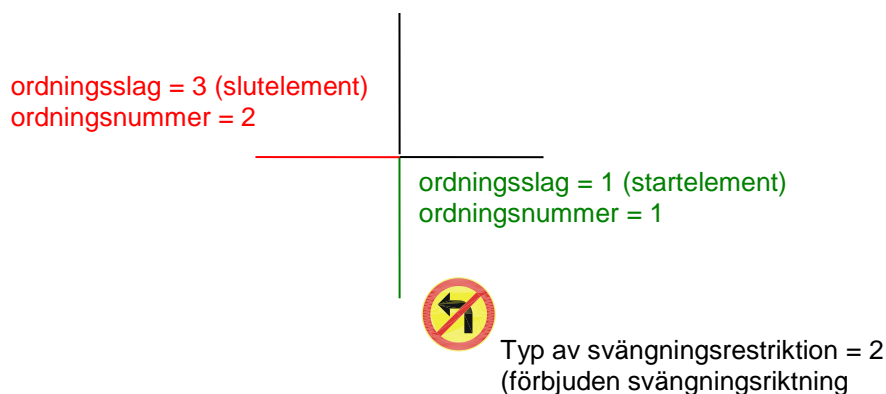 ordningsslag = 3 (slutelement)
ordningsnummer = 2
ordningsslag = 1 (startelement)
ordningsnummer = 1
Typ av svängningsrestriktion = 2
(förbjuden svängningsriktning